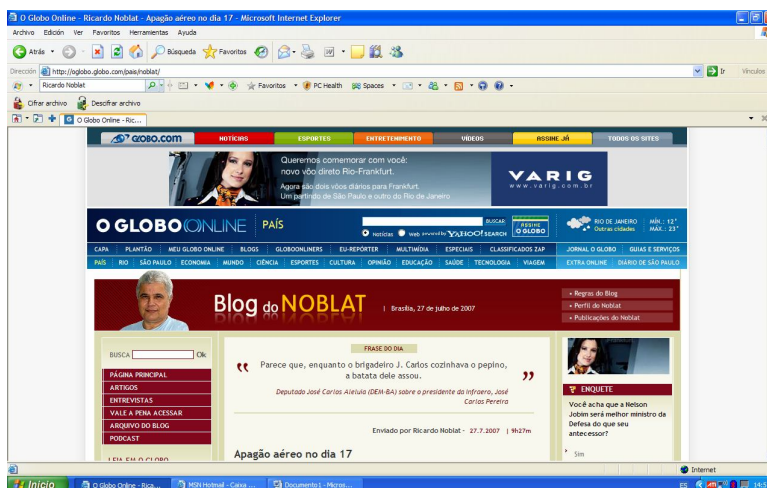 O Globo Online - Ricardo Noblat - Apagão aéreo no dia 17 - Microsoft Internet Explorer
Archivo Edición Ver Favoritos Herramientas Ayuda
Atrás Búsqueda Favoritos
Dirección http://oglobo.globo.com/pais/noblat/ Ir Vínculos
Ricardo Noblat Favoritos PC Health Spaces
Cifrar archivo Descifrar archivo
O Globo Online - Ric...
GLOBO.COM NOTÍCIAS ESPORTES ENTRETENIMENTO VÍDEOS ASSINE JÁ TODOS OS SITES
Queremos comemorar com você:
novo vôo direto Rio-Frankfurt.
Agora são dois vôos diários para Frankfurt.
Um partindo de São Paulo e outro do Rio de Janeiro.
VARIG
www.varig.com.br
O GLOBO ONLINE PAÍS
BUSCAR
Notícias Web powered by YAHOO! SEARCH
ASSINE O GLOBO
RIO DE JANEIRO MÍN.: 12°
Outras cidades MÁX.: 23°
CAPA PLANTÃO MEU GLOBO ONLINE BLOGS GLOBOONLINERS EU-REPÓRTER MULTIMÍDIA ESPECIAIS CLASSIFICADOS ZAP JORNAL O GLOBO GUIAS E SERVIÇOS
PAÍS RIO SÃO PAULO ECONOMIA MUNDO CIÊNCIA ESPORTES CULTURA OPINIÃO EDUCAÇÃO SAÚDE TECNOLOGIA VIAGEM EXTRA ONLINE DIÁRIO DE SÃO PAULO
Blog do NOBLAT | Brasília, 27 de julho de 2007
+ Regras do Blog
+ Perfil do Noblat
+ Publicações do Noblat
BUSCA Ok
PÁGINA PRINCIPAL
ARTIGOS
ENTREVISTAS
VALE A PENA ACESSAR
ARQUIVO DO BLOG
PODCAST
LEIA EM O GLOBO
FRASE DO DIA
Parece que, enquanto o brigadeiro J. Carlos cozinhava o pepino,
a batata dele assou.
Deputado José Carlos Aleluia (DEM-BA) sobre o presidente da Infraero, José
Carlos Pereira
Enviado por Ricardo Noblat - 27.7.2007 | 9h27m
Apagão aéreo no dia 17
ENQUETE
Você acha que a Nelson
Jobim será melhor ministro da
Defesa do que seu
antecessor?
Sim
Internet
Inicio O Globo Online - Rica... MSN Hotmail - Caixa ... Documento1 - Micros... ES